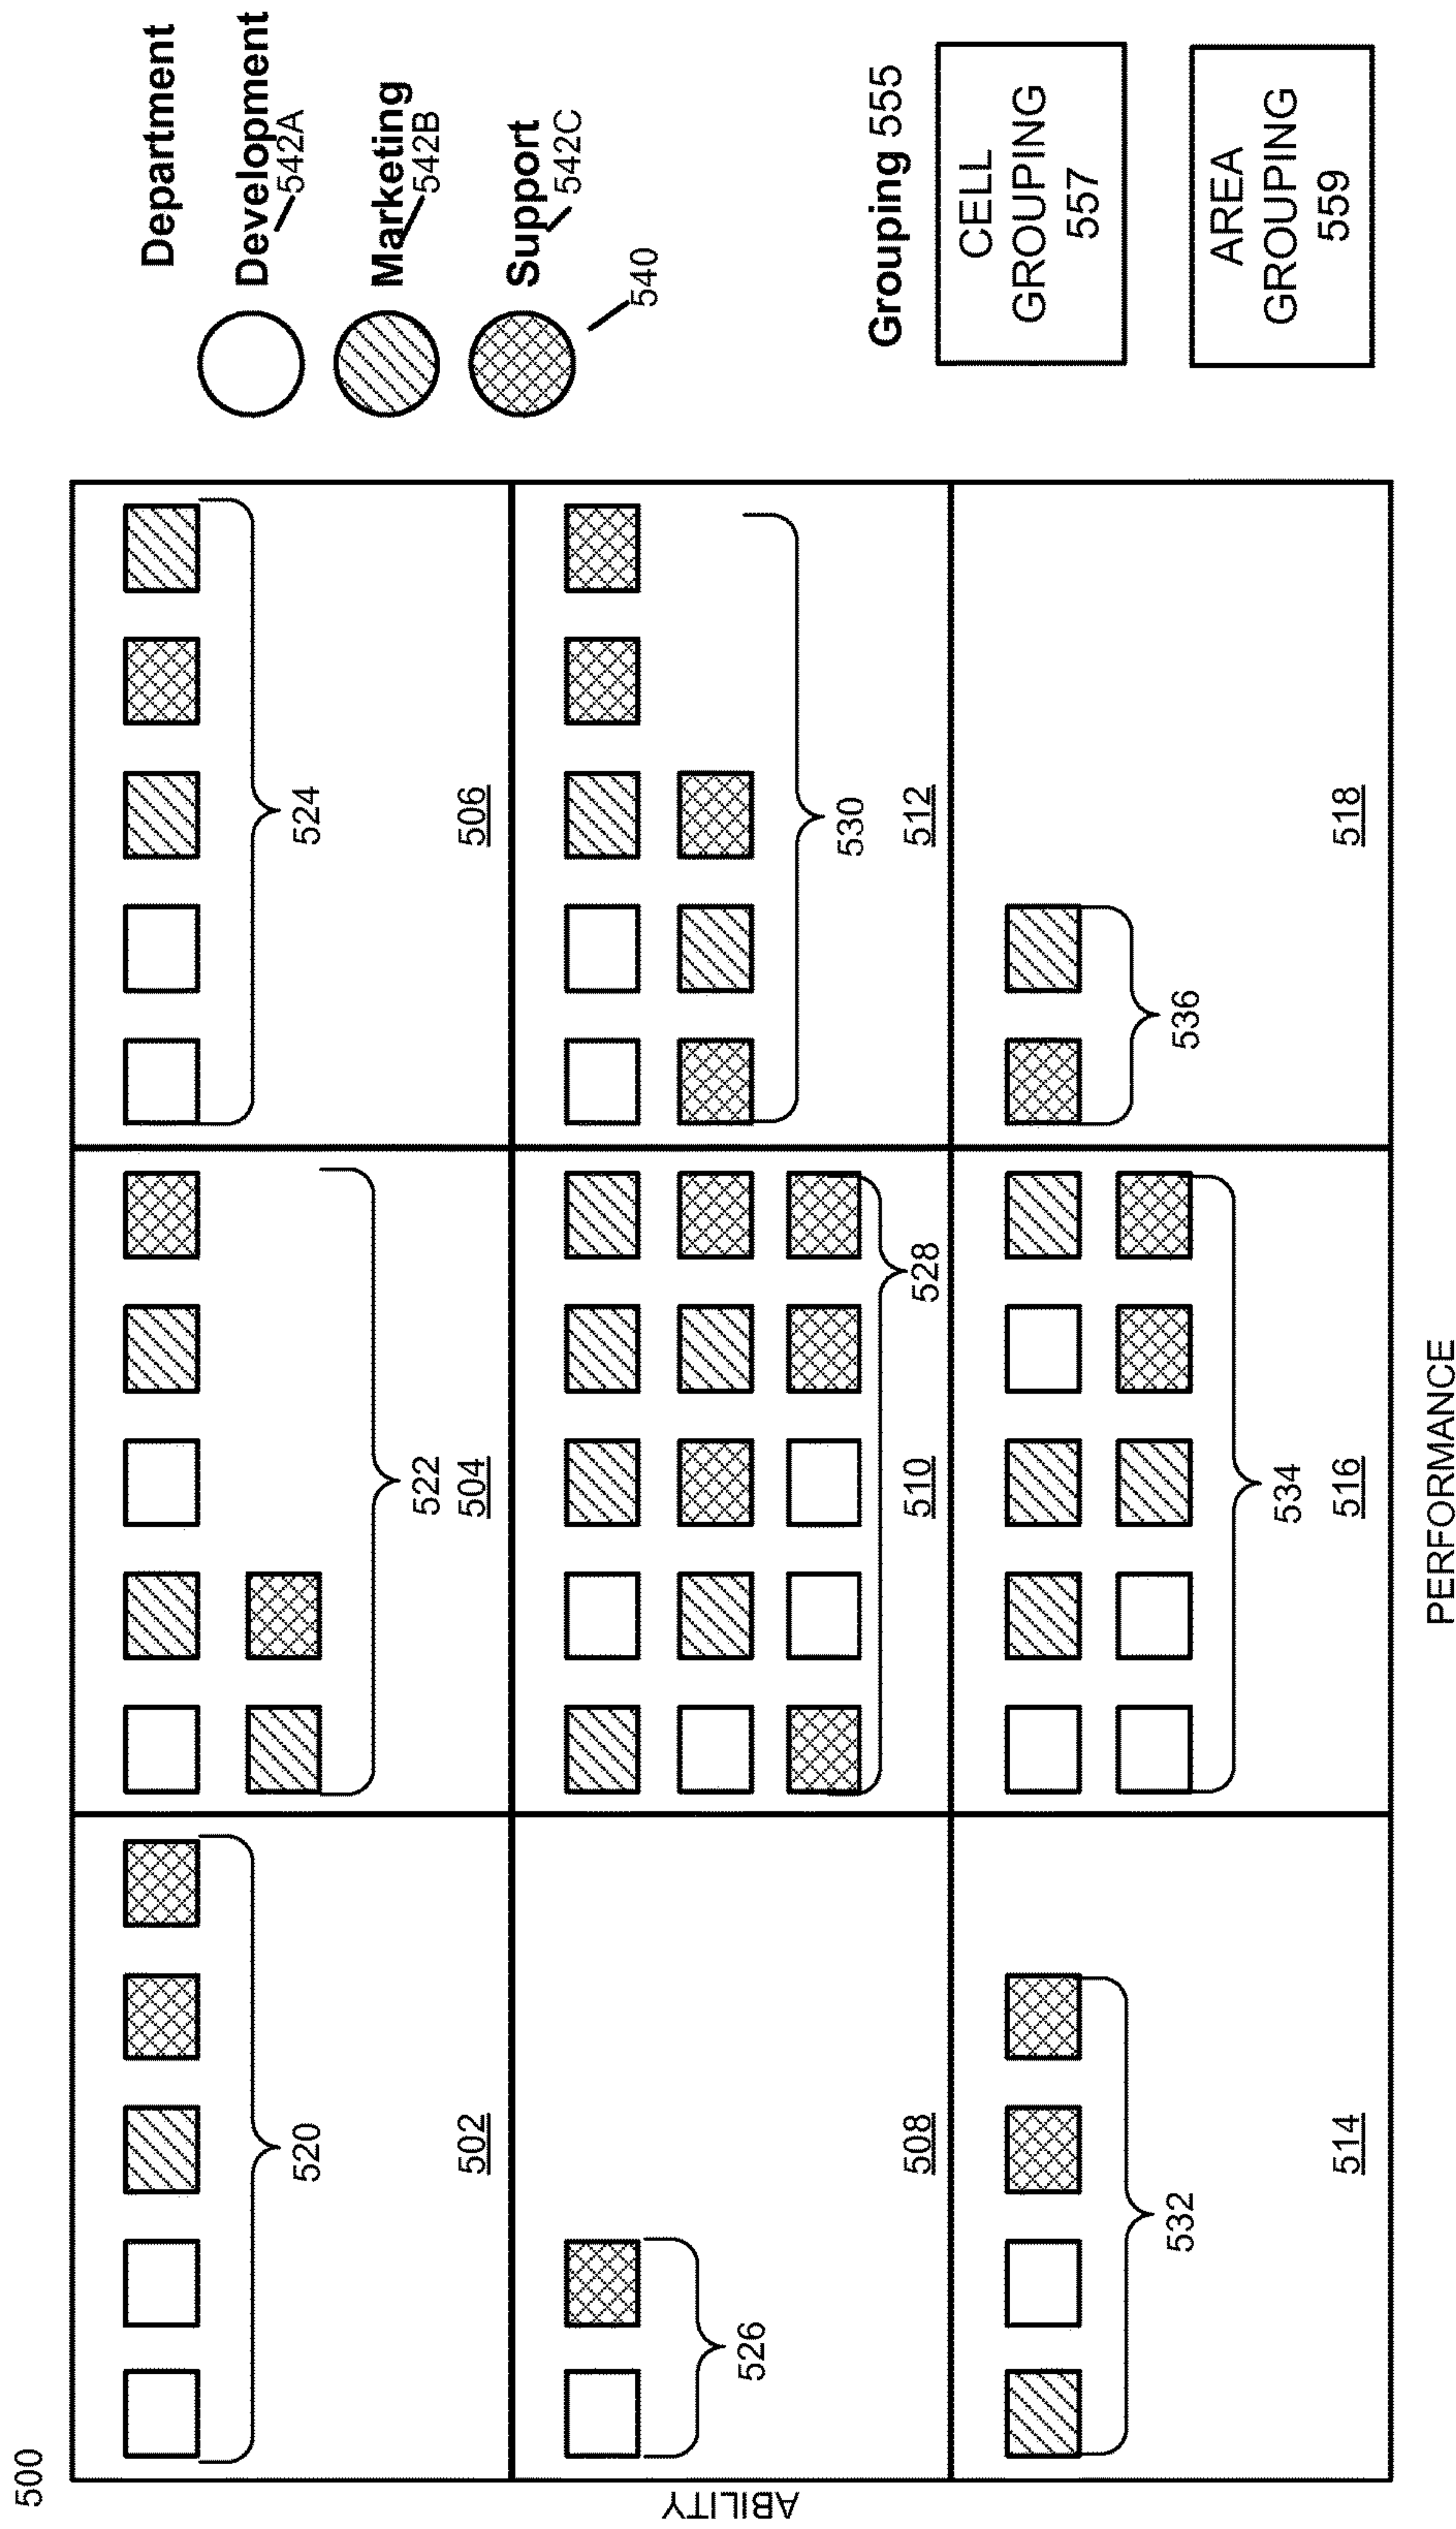 500
ABILITY
520
502
522
504
524
506
526
508
528
510
530
512
532
514
534
516
536
518
PERFORMANCE
Department
Development
542A
Marketing
542B
Support
542C
540
Grouping 555
CELL
GROUPING
557
AREA
GROUPING
559